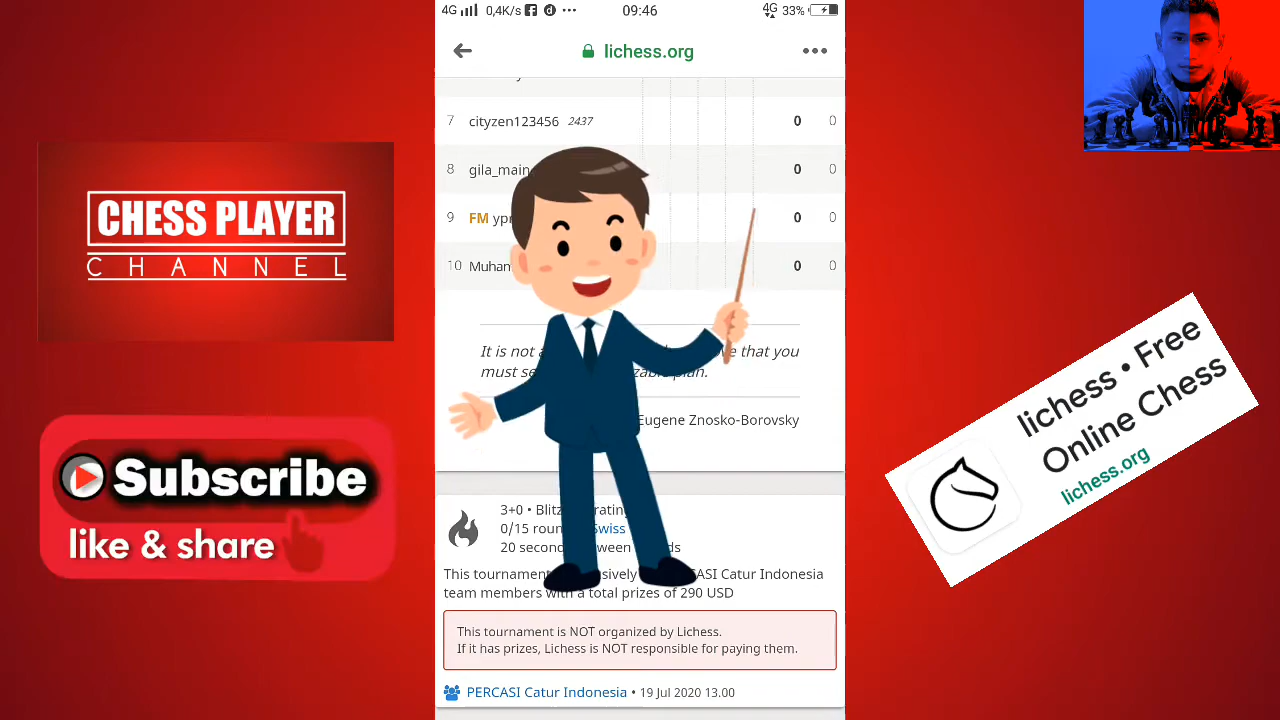 4G 0,4K/s 09:46 4G 33%
lichess.org
7 cityzen123456 2437 0 0
8 gila_main 0 0
9 FM 0 0
10 Muham 0 0
It is not a that you
must se plan.
Eugene Znosko-Borovsky
3+0 • Blitz rating
0/15 Swiss
20 second between ds
This tournament sively ASI Catur Indonesia
team members with a total prizes of 290 USD
This tournament is NOT organized by Lichess.
If it has prizes, Lichess is NOT responsible for paying them.
PERCASI Catur Indonesia • 19 Jul 2020 13.00
CHESS PLAYER
CHANNEL
Subscribe
like & share
lichess • Free
Online Chess
lichess.org